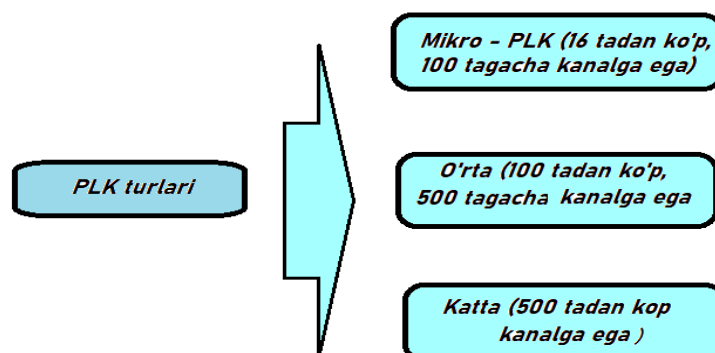 PLK turlari
Mikro - PLK (16 tadan ko'p,
100 tagacha kanalga ega)
O'rta (100 tadan ko'p,
500 tagacha kanalga ega
Katta (500 tadan kop
kanalga ega )